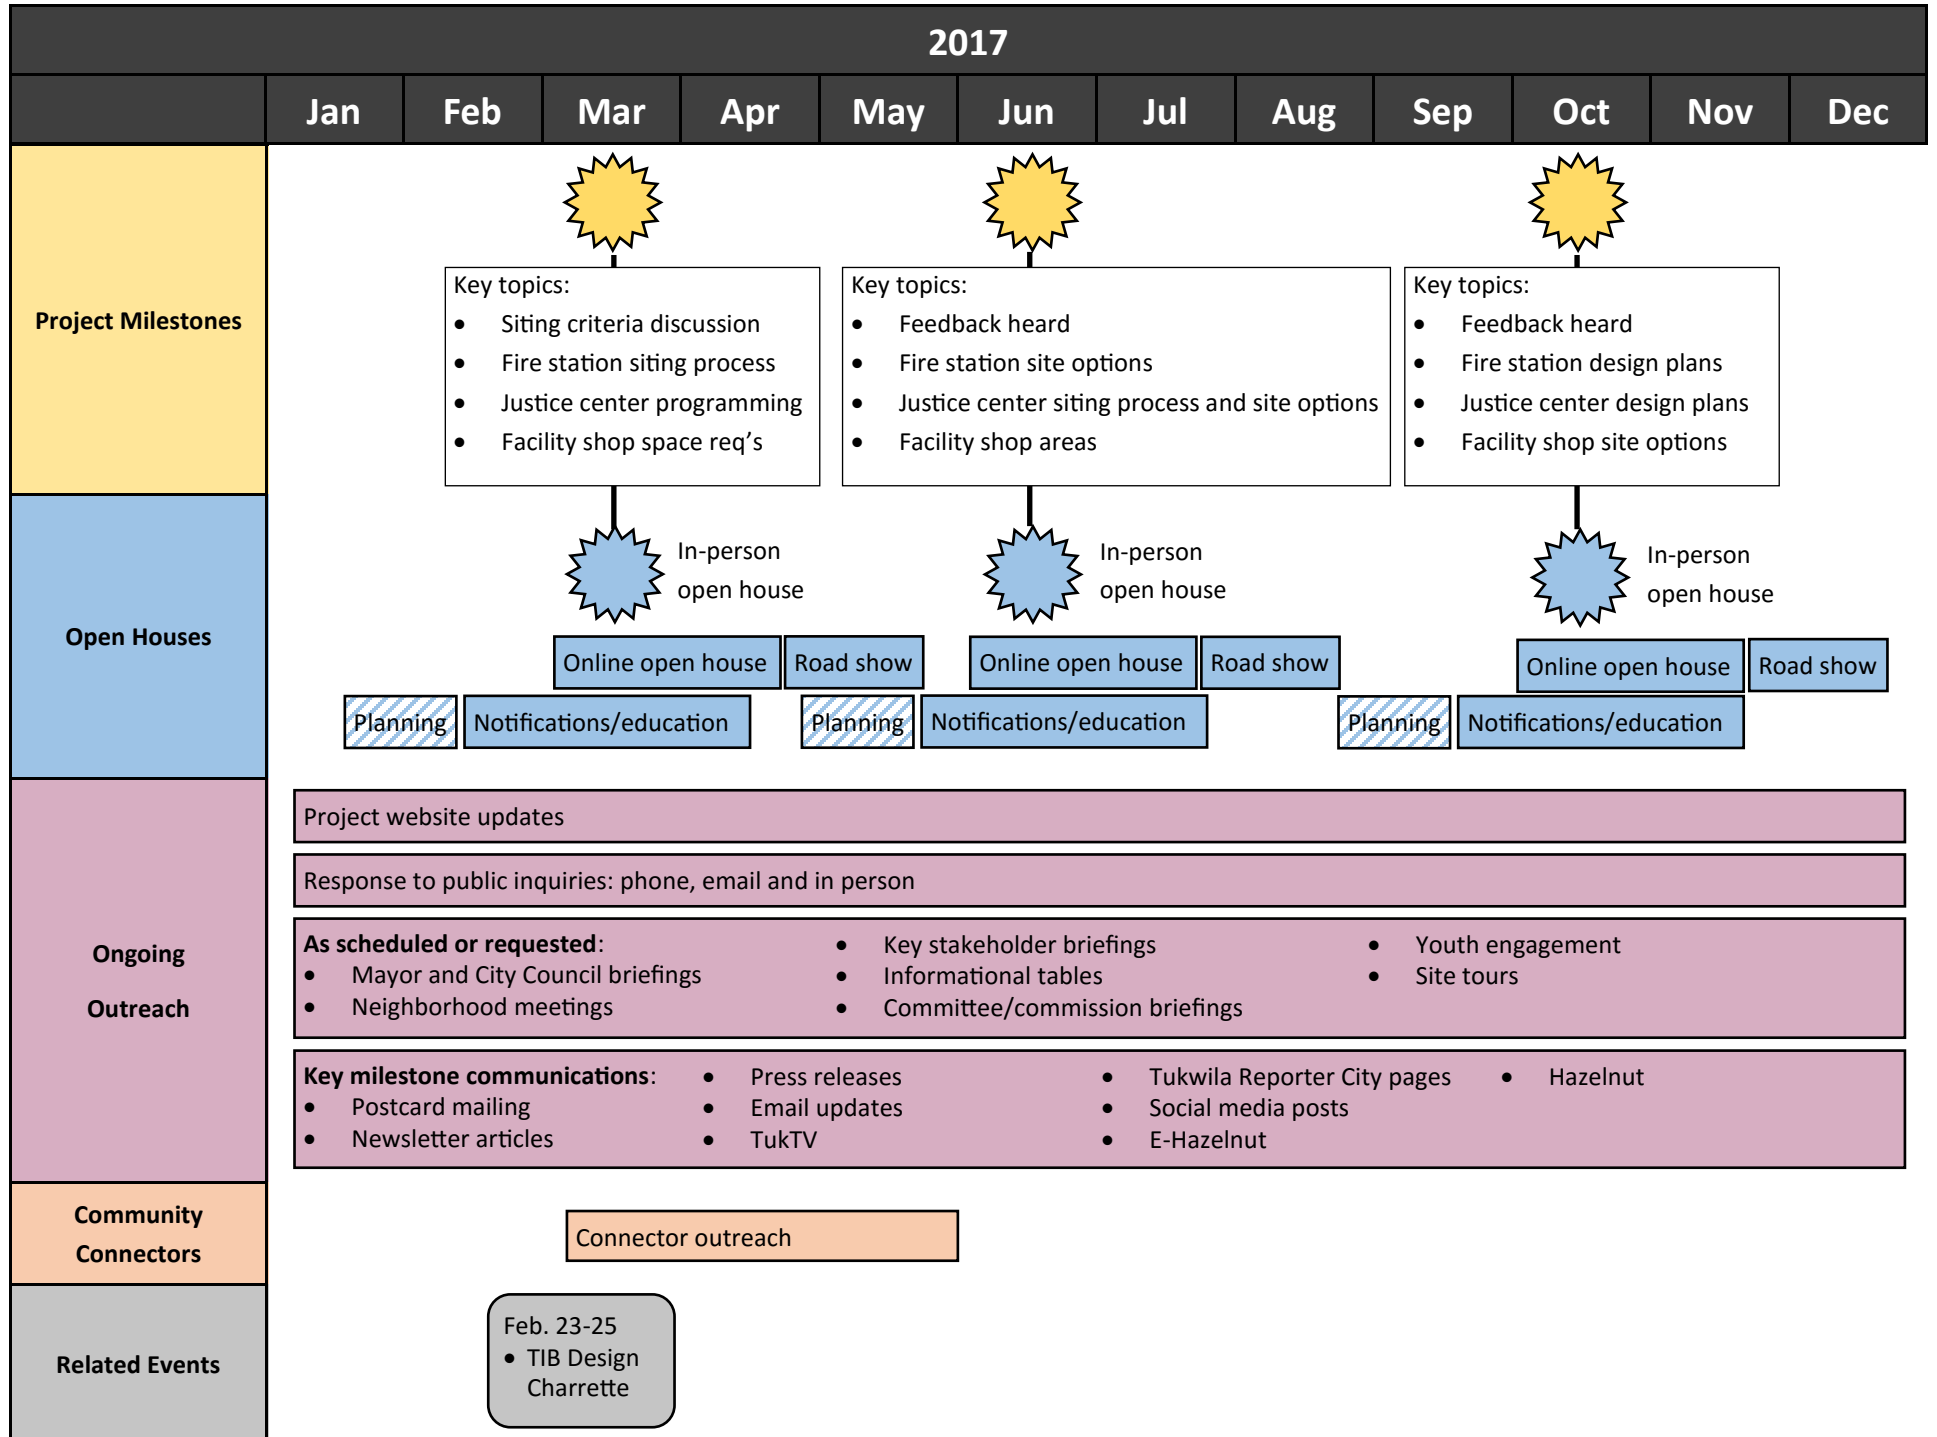 2017
Jan Feb Mar Apr May Jun Jul Aug Sep Oct Nov Dec
Project Milestones
Key topics:
• Siting criteria discussion
• Fire station siting process
• Justice center programming
• Facility shop space req’s
Key topics:
• Feedback heard
• Fire station site options
• Justice center siting process and site options
• Facility shop areas
Key topics:
• Feedback heard
• Fire station design plans
• Justice center design plans
• Facility shop site options
Open Houses
In-person
open house
In-person
open house
In-person
open house
Online open house
Road show
Online open house
Road show
Online open house
Road show
Planning
Notifications/education
Planning
Notifications/education
Planning
Notifications/education
Ongoing
Outreach
Project website updates
Response to public inquiries: phone, email and in person
As scheduled or requested:
• Mayor and City Council briefings
• Neighborhood meetings
• Key stakeholder briefings
• Informational tables
• Committee/commission briefings
• Youth engagement
• Site tours
Key milestone communications:
• Postcard mailing
• Newsletter articles
• Press releases
• Email updates
• TukTV
• Tukwila Reporter City pages
• Social media posts
• E-Hazelnut
• Hazelnut
Community
Connectors
Connector outreach
Related Events
Feb. 23-25
• TIB Design
Charrette